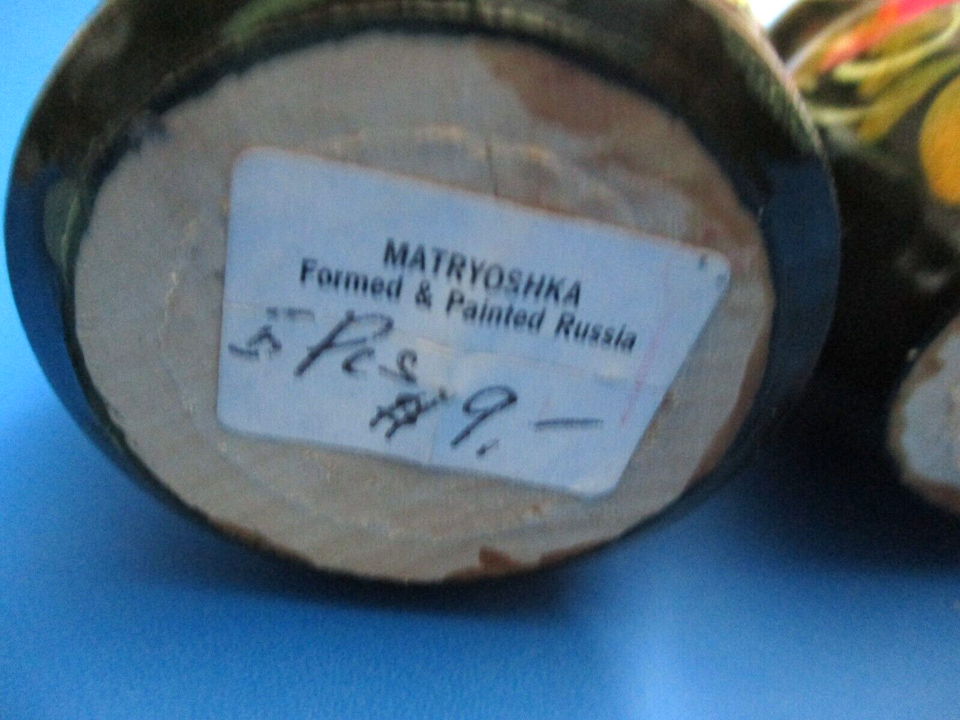 MATRYOSHKA
Formed & Painted Russia
5 Pcs
$9,—